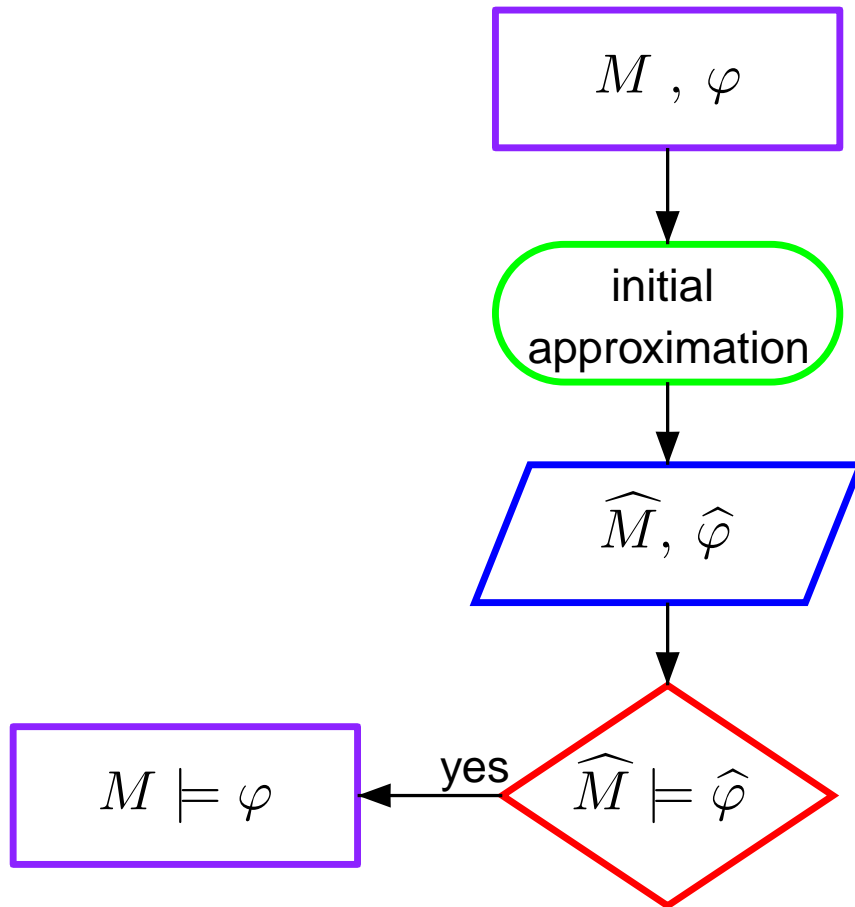 M , φ
initial
approximation
M̂, φ̂
yes
M ⊨ φ
M̂ ⊨ φ̂